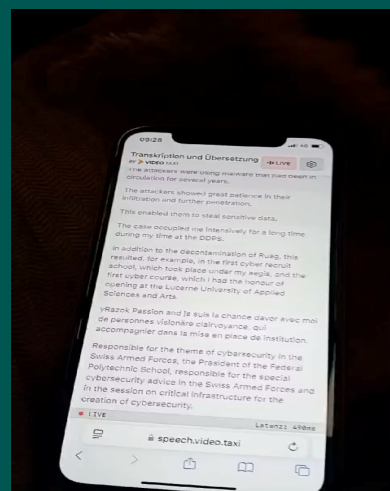 09:28
4G
Transkription und Übersetzung
BY VIDEO TAXI
LIVE
The attackers were using malware that had been in
circulation for several years.
The attackers showed great patience in their
infiltration and further penetration.
This enabled them to steal sensitive data.
The case occupied me intensively for a long time
during my time at the DDPS.
In addition to the decontamination of Ruag, this
resulted, for example, in the first cyber recruit
school, which took place under my aegis, and the
first cyber course, which I had the honour of
opening at the Lucerne University of Applied
Sciences and Arts.
yRazok Passion and je suis la chance davor avec moi
de personnes visionäre clairvoyance, qui
accompagnier dans la mise en place de institution.
Responsible for the theme of cybersecurity in the
Swiss Armed Forces, the President of the Federal
Polytechnic School, responsible for the special
cybersecurity advice in the Swiss Armed Forces and
in the session on critical infrastructure for the
creation of cybersecurity.
LIVE
Latenz: 490ms
speech.video.taxi